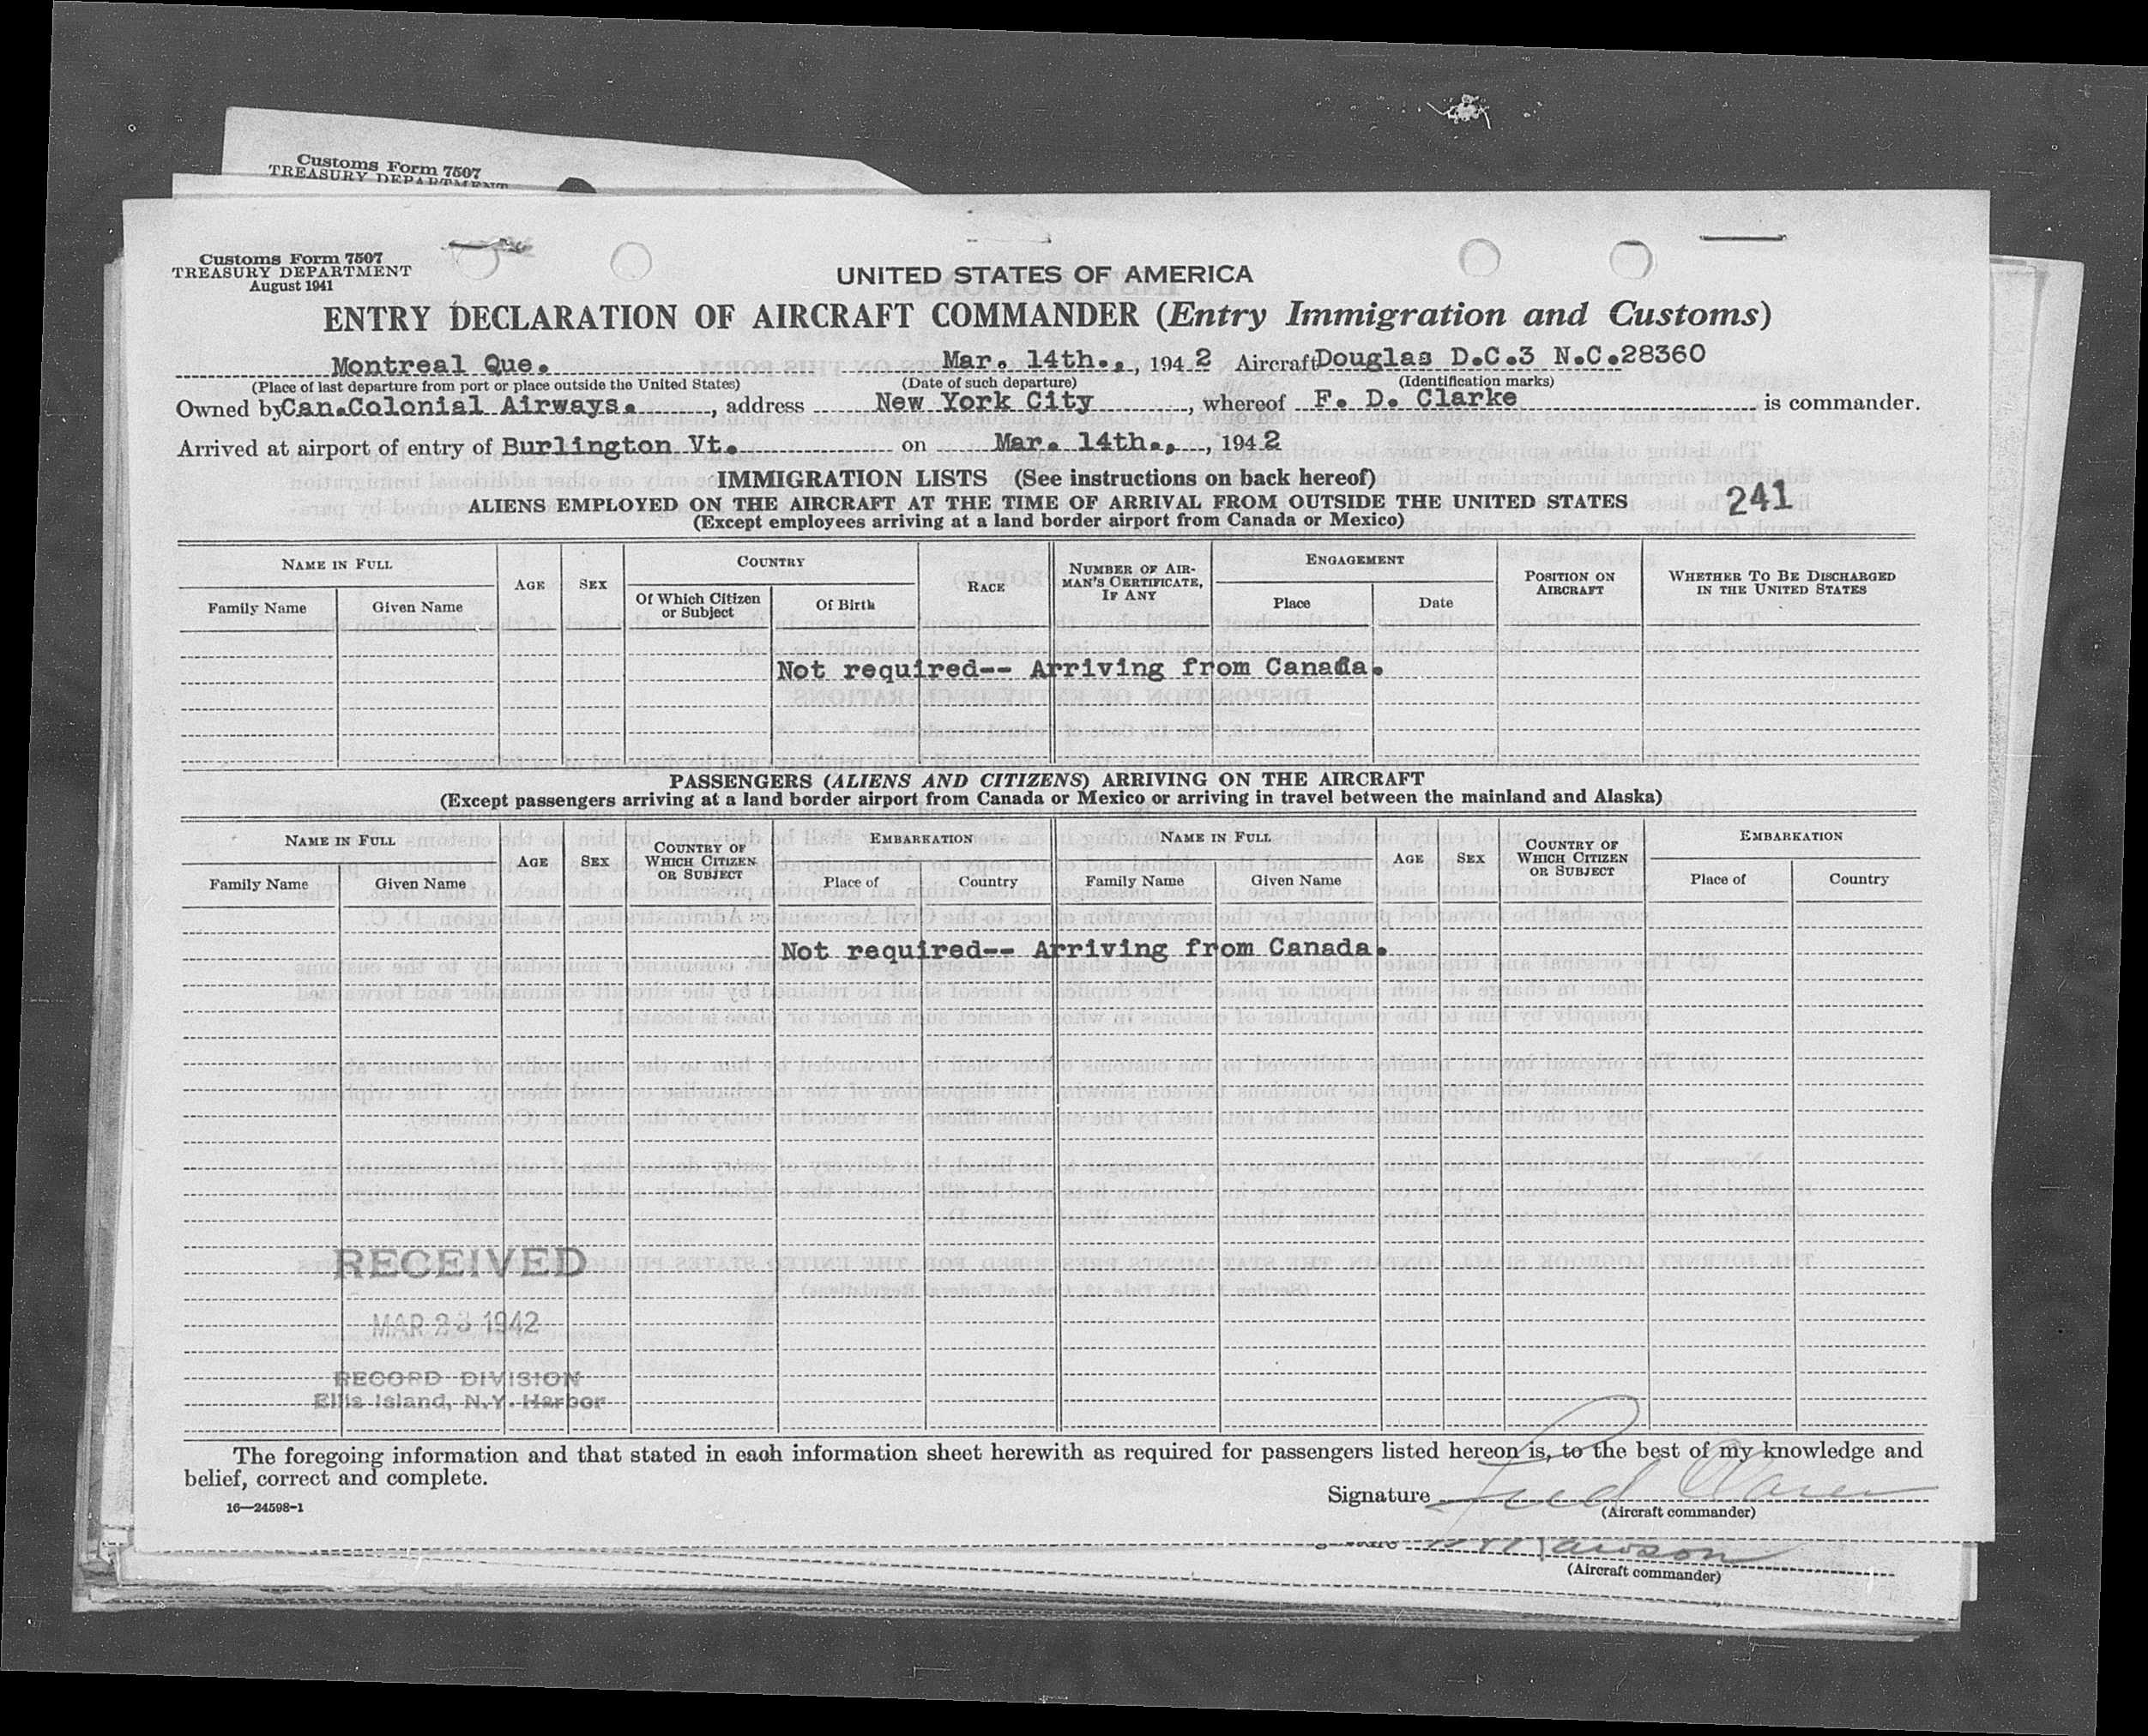 Customs Form 7507
TREASURY DEPARTMENT
Customs Form 7507
TREASURY DEPARTMENT
August 1941
UNITED STATES OF AMERICA
ENTRY DECLARATION OF AIRCRAFT COMMANDER (Entry Immigration and Customs)
Montreal Que. Mar. 14th., , 1942 Aircraft Douglas D.C.3 N.C.28360
(Place of last departure from port or place outside the United States) (Date of such departure) (Identification marks)
Owned by Can.Colonial Airways. , address New York City , whereof F. D. Clarke is commander.
Arrived at airport of entry of Burlington Vt. on Mar. 14th., , 1942
IMMIGRATION LISTS (See instructions on back hereof)
ALIENS EMPLOYED ON THE AIRCRAFT AT THE TIME OF ARRIVAL FROM OUTSIDE THE UNITED STATES 241
(Except employees arriving at a land border airport from Canada or Mexico)
NAME IN FULL AGE SEX COUNTRY RACE NUMBER OF AIRMAN'S CERTIFICATE, IF ANY ENGAGEMENT POSITION ON AIRCRAFT WHETHER TO BE DISCHARGED IN THE UNITED STATES
Family Name Given Name Of Which Citizen or Subject Of Birth Place Date
Not required-- Arriving from Canada.
PASSENGERS (ALIENS AND CITIZENS) ARRIVING ON THE AIRCRAFT
(Except passengers arriving at a land border airport from Canada or Mexico or arriving in travel between the mainland and Alaska)
NAME IN FULL AGE SEX COUNTRY OF WHICH CITIZEN OR SUBJECT EMBARKATION NAME IN FULL AGE SEX COUNTRY OF WHICH CITIZEN OR SUBJECT EMBARKATION
Family Name Given Name Place of Country Family Name Given Name Place of Country
Not required-- Arriving from Canada.
RECEIVED
MAR 1942
RECORD DIVISION
Ellis Island, N.Y. Harbor
The foregoing information and that stated in each information sheet herewith as required for passengers listed hereon is, to the best of my knowledge and
belief, correct and complete.
Signature
16—24598-1 (Aircraft commander)
(Aircraft commander)